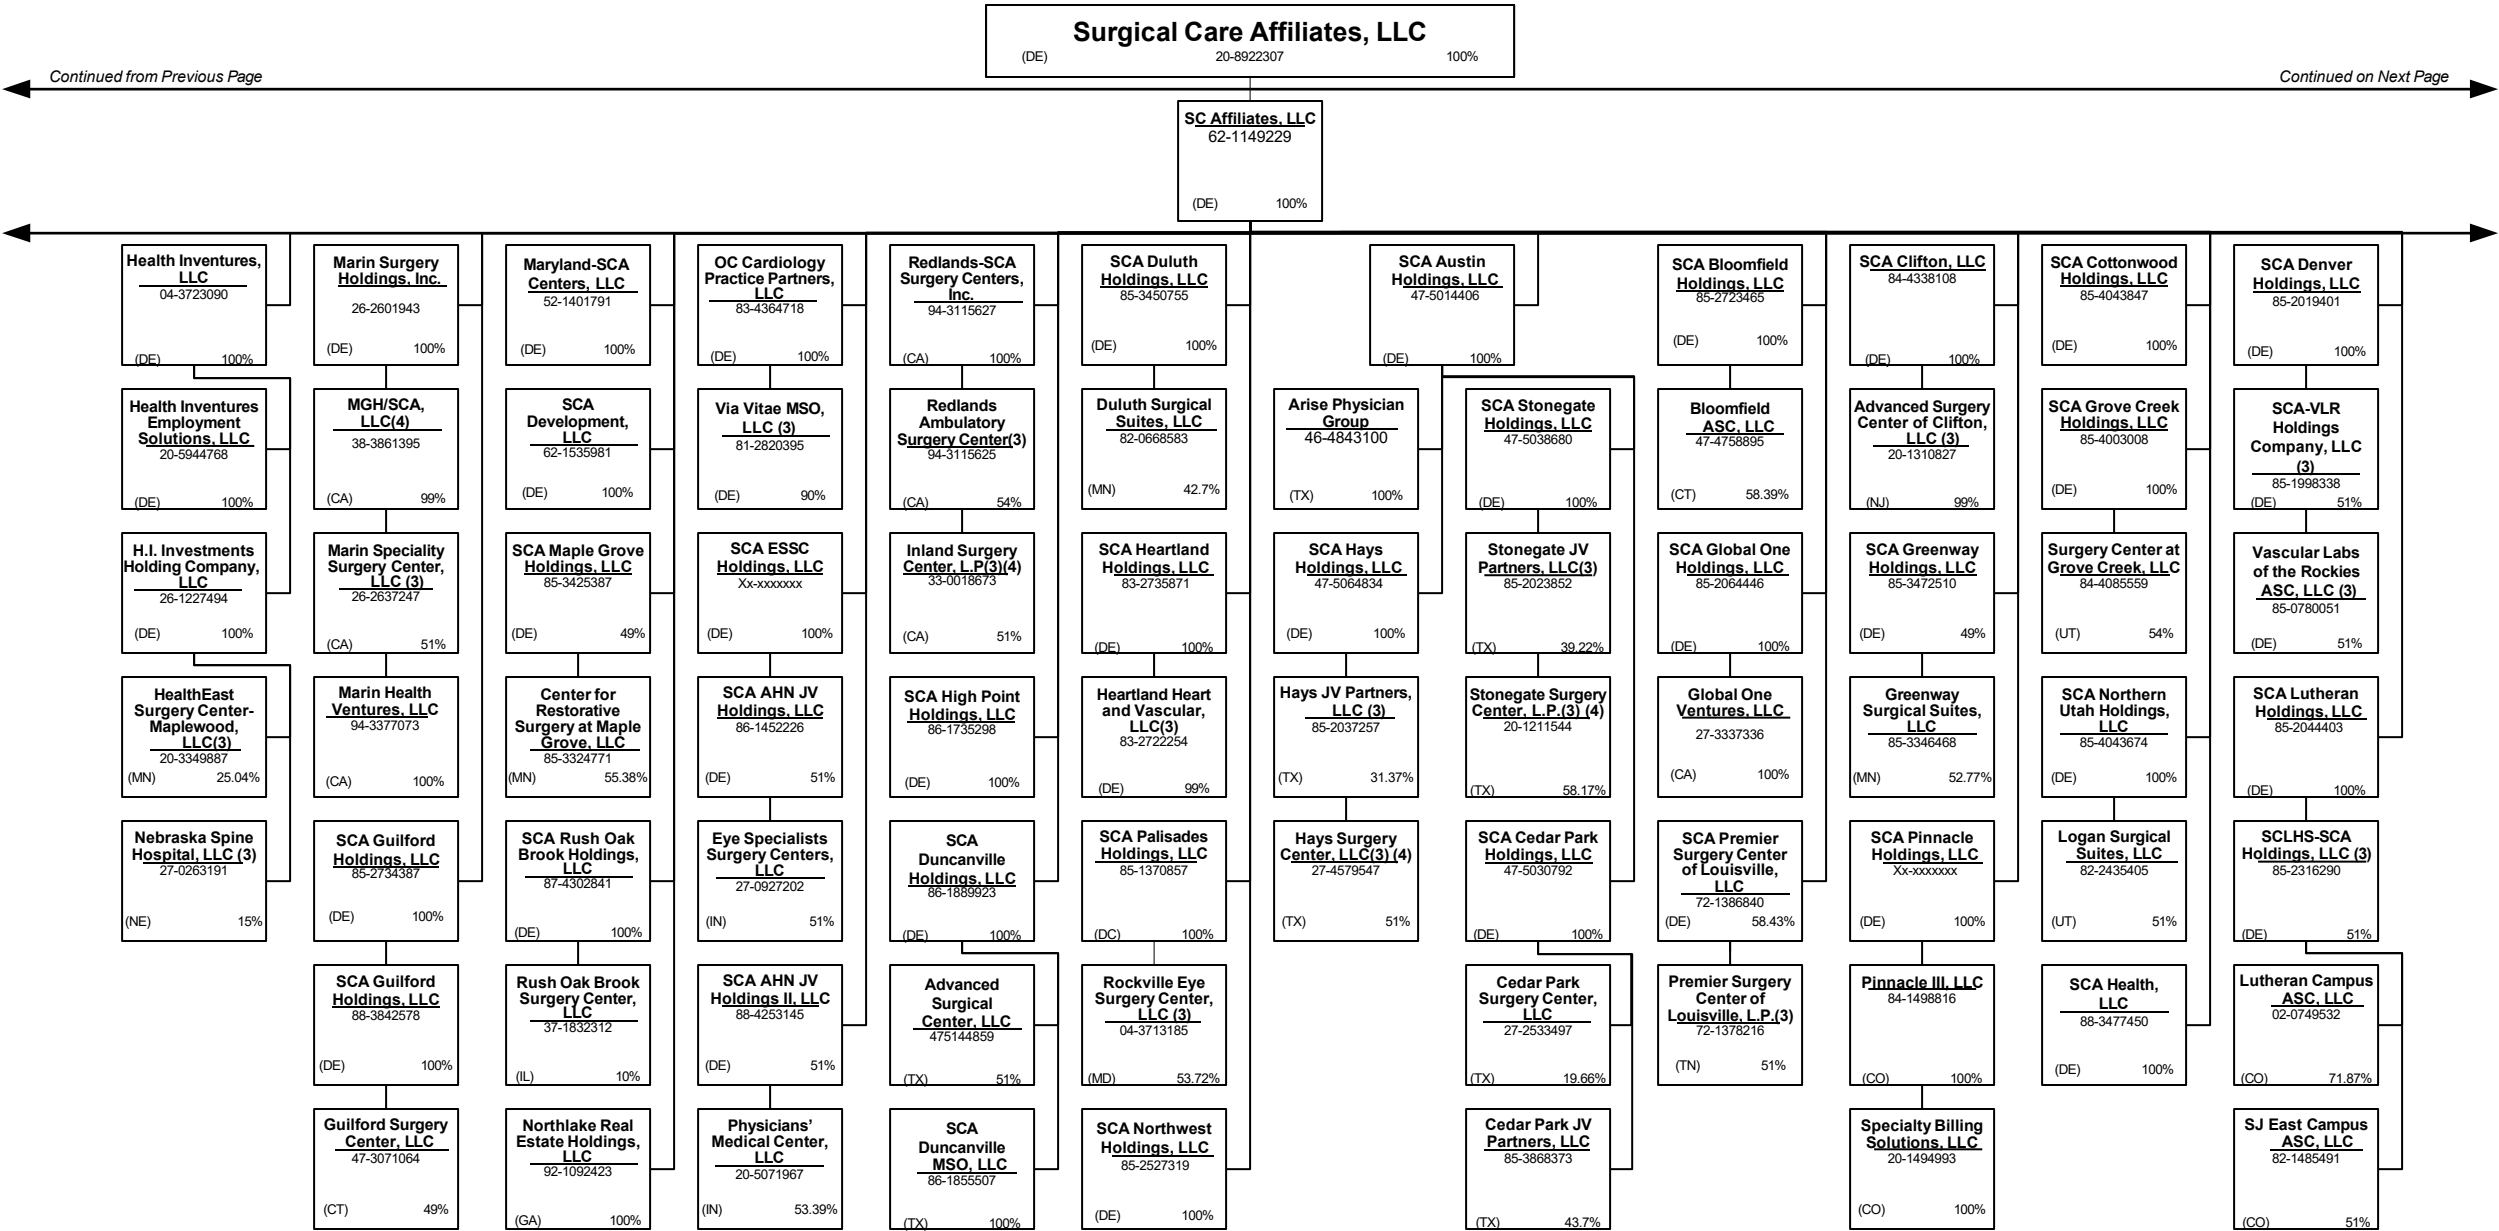 Surgical Care Affiliates, LLC
(DE) 20-8922307 100%
Continued from Previous Page
Continued on Next Page
SC Affiliates, LLC
62-1149229
(DE) 100%
Health Inventures,
LLC
04-3723090
(DE) 100%
Health Inventures
Employment
Solutions, LLC
20-5944768
(DE) 100%
H.I. Investments
Holding Company,
LLC
26-1227494
(DE) 100%
HealthEast
Surgery Center-
Maplewood,
LLC(3)
20-3349887
(MN) 25.04%
Nebraska Spine
Hospital, LLC (3)
27-0263191
(NE) 15%
Marin Surgery
Holdings, Inc.
26-2601943
(DE) 100%
MGH/SCA,
LLC(4)
38-3861395
(CA) 99%
Marin Speciality
Surgery Center,
LLC (3)
26-2637247
(CA) 51%
Marin Health
Ventures, LLC
94-3377073
(CA) 100%
SCA Guilford
Holdings, LLC
85-2734387
(DE) 100%
SCA Guilford
Holdings, LLC
88-3842578
(DE) 100%
Guilford Surgery
Center, LLC
47-3071064
(CT) 49%
Maryland-SCA
Centers, LLC
52-1401791
(DE) 100%
SCA
Development,
LLC
62-1535981
(DE) 100%
SCA Maple Grove
Holdings, LLC
85-3425387
(DE) 49%
Center for
Restorative
Surgery at Maple
Grove, LLC
85-3324771
(MN) 55.38%
SCA Rush Oak
Brook Holdings,
LLC
87-4302841
(DE) 100%
Rush Oak Brook
Surgery Center,
LLC
37-1832312
(IL) 10%
Northlake Real
Estate Holdings,
LLC
92-1092423
(GA) 100%
OC Cardiology
Practice Partners,
LLC
83-4364718
(DE) 100%
Via Vitae MSO,
LLC (3)
81-2820395
(DE) 90%
SCA ESSC
Holdings, LLC
Xx-xxxxxxx
(DE) 100%
SCA AHN JV
Holdings, LLC
86-1452226
(DE) 51%
Eye Specialists
Surgery Centers,
LLC
27-0927202
(IN) 51%
SCA AHN JV
Holdings II, LLC
88-4253145
(DE) 51%
Physicians'
Medical Center,
LLC
20-5071967
(IN) 53.39%
Redlands-SCA
Surgery Centers,
Inc.
94-3115627
(CA) 100%
Redlands
Ambulatory
Surgery Center(3)
94-3115625
(CA) 54%
Inland Surgery
Center, L.P(3)(4)
33-0018673
(CA) 51%
SCA High Point
Holdings, LLC
86-1735298
(DE) 100%
SCA
Duncanville
Holdings, LLC
86-1889923
(DE) 100%
Advanced
Surgical
Center, LLC
475144859
(TX) 51%
SCA
Duncanville
MSO, LLC
86-1855507
(TX) 100%
SCA Duluth
Holdings, LLC
85-3450755
(DE) 100%
Duluth Surgical
Suites, LLC
82-0668583
(MN) 42.7%
SCA Heartland
Holdings, LLC
83-2735871
(DE) 100%
Heartland Heart
and Vascular,
LLC(3)
83-2722254
(DE) 99%
SCA Palisades
Holdings, LLC
85-1370857
(DC) 100%
Rockville Eye
Surgery Center,
LLC (3)
04-3713185
(MD) 53.72%
SCA Northwest
Holdings, LLC
85-2527319
(DE) 100%
SCA Austin
Holdings, LLC
47-5014406
(DE) 100%
Arise Physician
Group
46-4843100
(TX) 100%
SCA Hays
Holdings, LLC
47-5064834
(DE) 100%
Hays JV Partners,
LLC (3)
85-2037257
(TX) 31.37%
Hays Surgery
Center, LLC(3) (4)
27-4579547
(TX) 51%
SCA Stonegate
Holdings, LLC
47-5038680
(DE) 100%
Stonegate JV
Partners, LLC(3)
85-2023852
(TX) 39.22%
Stonegate Surgery
Center, L.P.(3) (4)
20-1211544
(TX) 58.17%
SCA Cedar Park
Holdings, LLC
47-5030792
(DE) 100%
Cedar Park
Surgery Center,
LLC
27-2533497
(TX) 19.66%
Cedar Park JV
Partners, LLC
85-3868373
(TX) 43.7%
SCA Bloomfield
Holdings, LLC
85-2723465
(DE) 100%
Bloomfield
ASC, LLC
47-4758895
(CT) 58.39%
SCA Global One
Holdings, LLC
85-2064446
(DE) 100%
Global One
Ventures, LLC
27-3337336
(CA) 100%
SCA Premier
Surgery Center
of Louisville,
LLC
72-1386840
(DE) 58.43%
Premier Surgery
Center of
Louisville, L.P.(3)
72-1378216
(TN) 51%
SCA Clifton, LLC
84-4338108
(DE) 100%
Advanced Surgery
Center of Clifton,
LLC (3)
20-1310827
(NJ) 99%
SCA Greenway
Holdings, LLC
85-3472510
(DE) 49%
Greenway
Surgical Suites,
LLC
85-3346468
(MN) 52.77%
SCA Pinnacle
Holdings, LLC
Xx-xxxxxxx
(DE) 100%
Pinnacle III, LLC
84-1498816
(CO) 100%
Specialty Billing
Solutions, LLC
20-1494993
(CO) 100%
SCA Cottonwood
Holdings, LLC
85-4043847
(DE) 100%
SCA Grove Creek
Holdings, LLC
85-4003008
(DE) 100%
Surgery Center at
Grove Creek, LLC
84-4085559
(UT) 54%
SCA Northern
Utah Holdings,
LLC
85-4043674
(DE) 100%
Logan Surgical
Suites, LLC
82-2435405
(UT) 51%
SCA Health,
LLC
88-3477450
(DE) 100%
SCA Denver
Holdings, LLC
85-2019401
(DE) 100%
SCA-VLR
Holdings
Company, LLC
(3)
85-1998338
(DE) 51%
Vascular Labs
of the Rockies
ASC, LLC (3)
85-0780051
(DE) 51%
SCA Lutheran
Holdings, LLC
85-2044403
(DE) 100%
SCLHS-SCA
Holdings, LLC (3)
85-2316290
(DE) 51%
Lutheran Campus
ASC, LLC
02-0749532
(CO) 71.87%
SJ East Campus
ASC, LLC
82-1485491
(CO) 51%